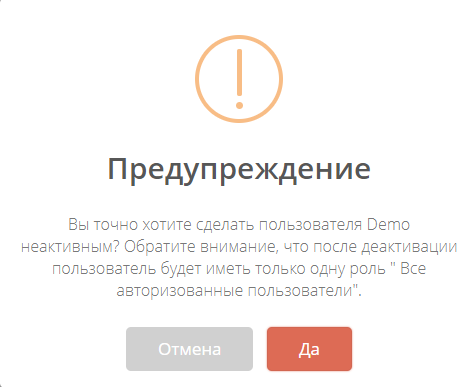 Предупреждение
Вы точно хотите сделать пользователя Demo
неактивным? Обратите внимание, что после деактивации
пользователь будет иметь только одну роль " Все
авторизованные пользователи".
Отмена
Да